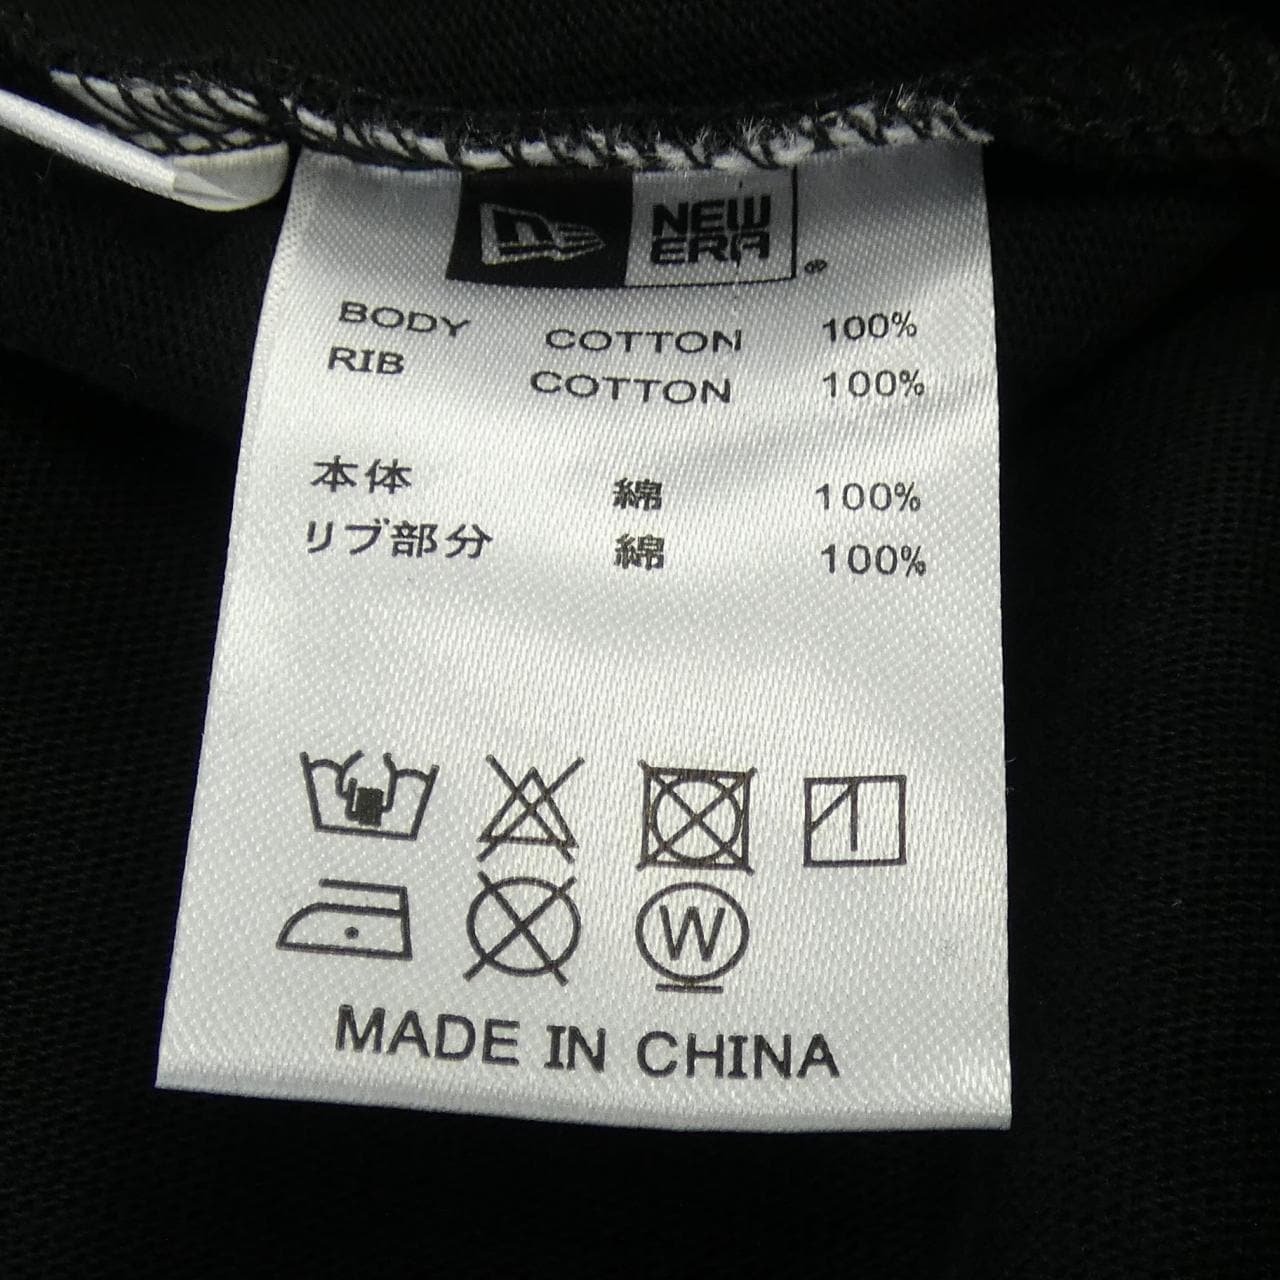 NEW
ERA®
BODY COTTON 100%
RIB COTTON 100%
本体 綿 100%
リブ部分 綿 100%
W
MADE IN CHINA